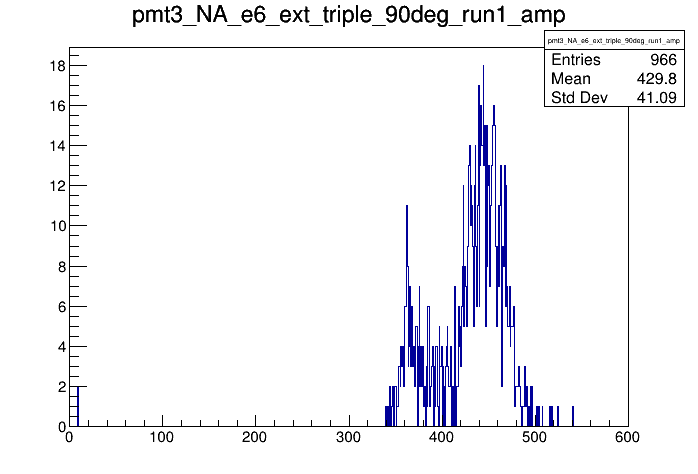 pmt3_NA_e6_ext_triple_90deg_run1_amp
pmt3_NA_e6_ext_triple_90deg_run1_amp
Entries 966
Mean 429.8
Std Dev 41.09
18
16
14
12
10
8
6
4
2
0
0 100 200 300 400 500 600